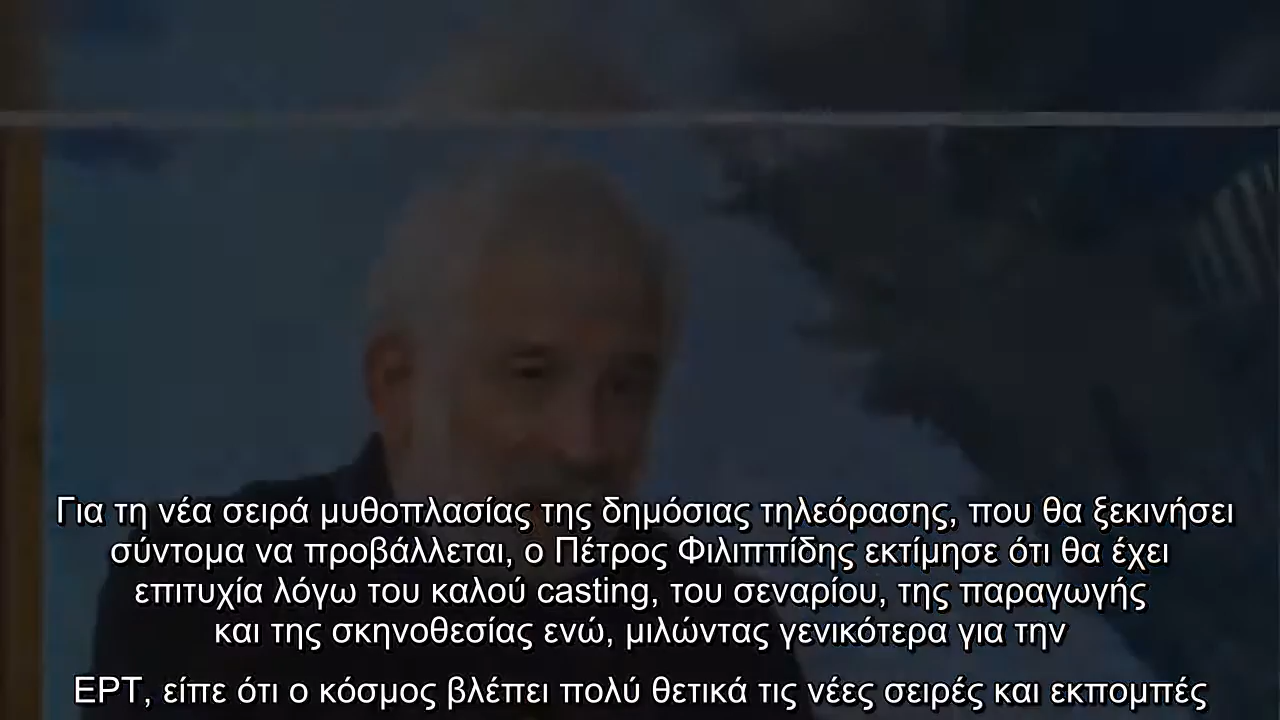 Για τη νέα σειρά μυθοπλασίας της δημόσιας τηλεόρασης, που θα ξεκινήσει
σύντομα να προβάλλεται, ο Πέτρος Φιλιππίδης εκτίμησε ότι θα έχει
επιτυχία λόγω του καλού casting, του σεναρίου, της παραγωγής
και της σκηνοθεσίας ενώ, μιλώντας γενικότερα για την
ΕΡΤ, είπε ότι ο κόσμος βλέπει πολύ θετικά τις νέες σειρές και εκπομπές